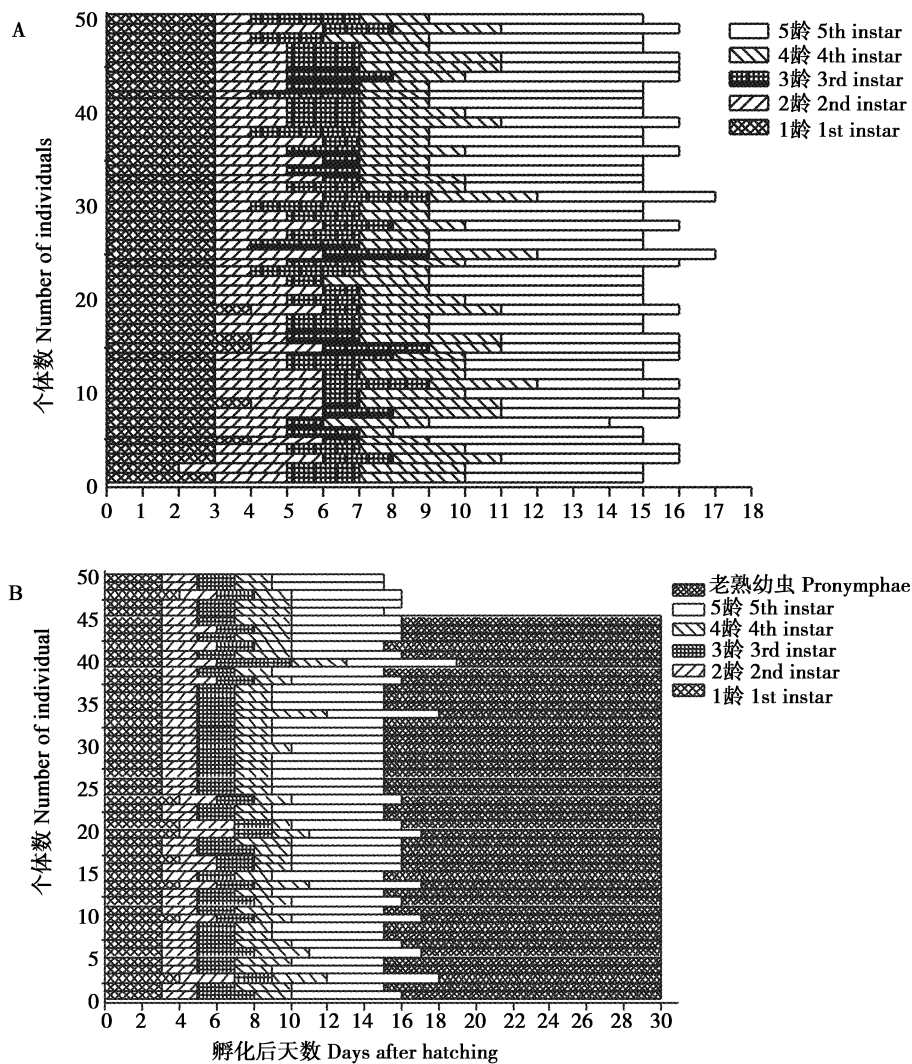 A
50
40
30
20
10
0
个体数 Number of individuals
0 1 2 3 4 5 6 7 8 9 10 11 12 13 14 15 16 17 18
5龄 5th instar
4龄 4th instar
3龄 3rd instar
2龄 2nd instar
1龄 1st instar
B
50
45
40
35
30
25
20
15
10
5
0
个体数 Number of individual
0 2 4 6 8 10 12 14 16 18 20 22 24 26 28 30
孵化后天数 Days after hatching
老熟幼虫 Pronymphae
5龄 5th instar
4龄 4th instar
3龄 3rd instar
2龄 2nd instar
1龄 1st instar